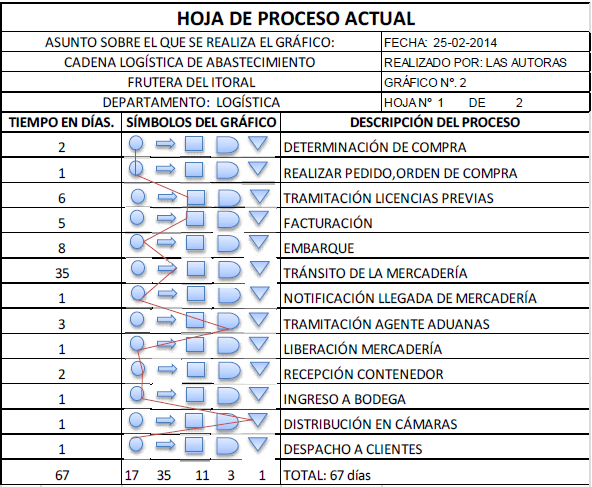 HOJA DE PROCESO ACTUAL
ASUNTO SOBRE EL QUE SE REALIZA EL GRÁFICO: FECHA: 25-02-2014
CADENA LOGÍSTICA DE ABASTECIMIENTO REALIZADO POR: LAS AUTORAS
FRUTERA DEL lTORAL GRÁFICO Nº. 2
DEPARTAMENTO: LOGÍSTICA HOJA Nº 1 DE 2
TIEMPO EN DÍAS. SÍMBOLOS DEL GRÁFICO DESCRIPCIÓN DEL PROCESO
2 DETERMINACIÓN DE COMPRA
1 REALIZAR PEDIDO,ORDEN DE COMPRA
6 TRAMITACIÓN LICENCIAS PREVIAS
5 FACTURACIÓN
8 EMBARQUE
35 TRÁNSITO DE LA MERCADERÍA
1 NOTIFICACIÓN LLEGADA DE MERCADERÍA
3 TRAMITACIÓN AGENTE ADUANAS
1 LIBERACIÓN MERCADERÍA
2 RECEPCIÓN CONTENEDOR
1 INGRESO A BODEGA
1 DISTRIBUCIÓN EN CÁMARAS
1 DESPACHO A CLIENTES
67 17 35 11 3 1 TOTAL: 67 días